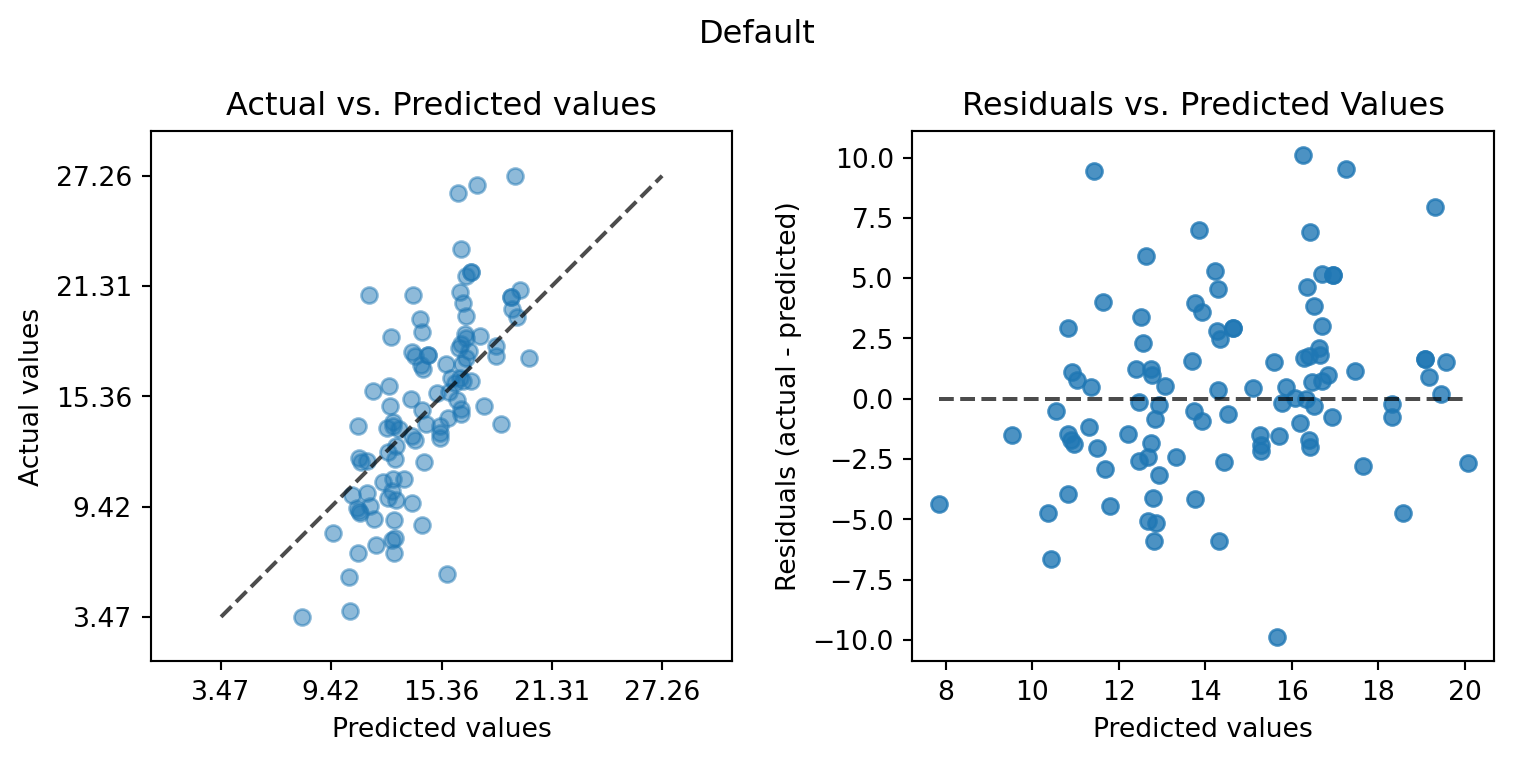 Default
Actual vs. Predicted values
Actual values
27.26
21.31
15.36
9.42
3.47
3.47 9.42 15.36 21.31 27.26
Predicted values
Residuals vs. Predicted Values
Residuals (actual - predicted)
10.0
7.5
5.0
2.5
0.0
−2.5
−5.0
−7.5
−10.0
8 10 12 14 16 18 20
Predicted values